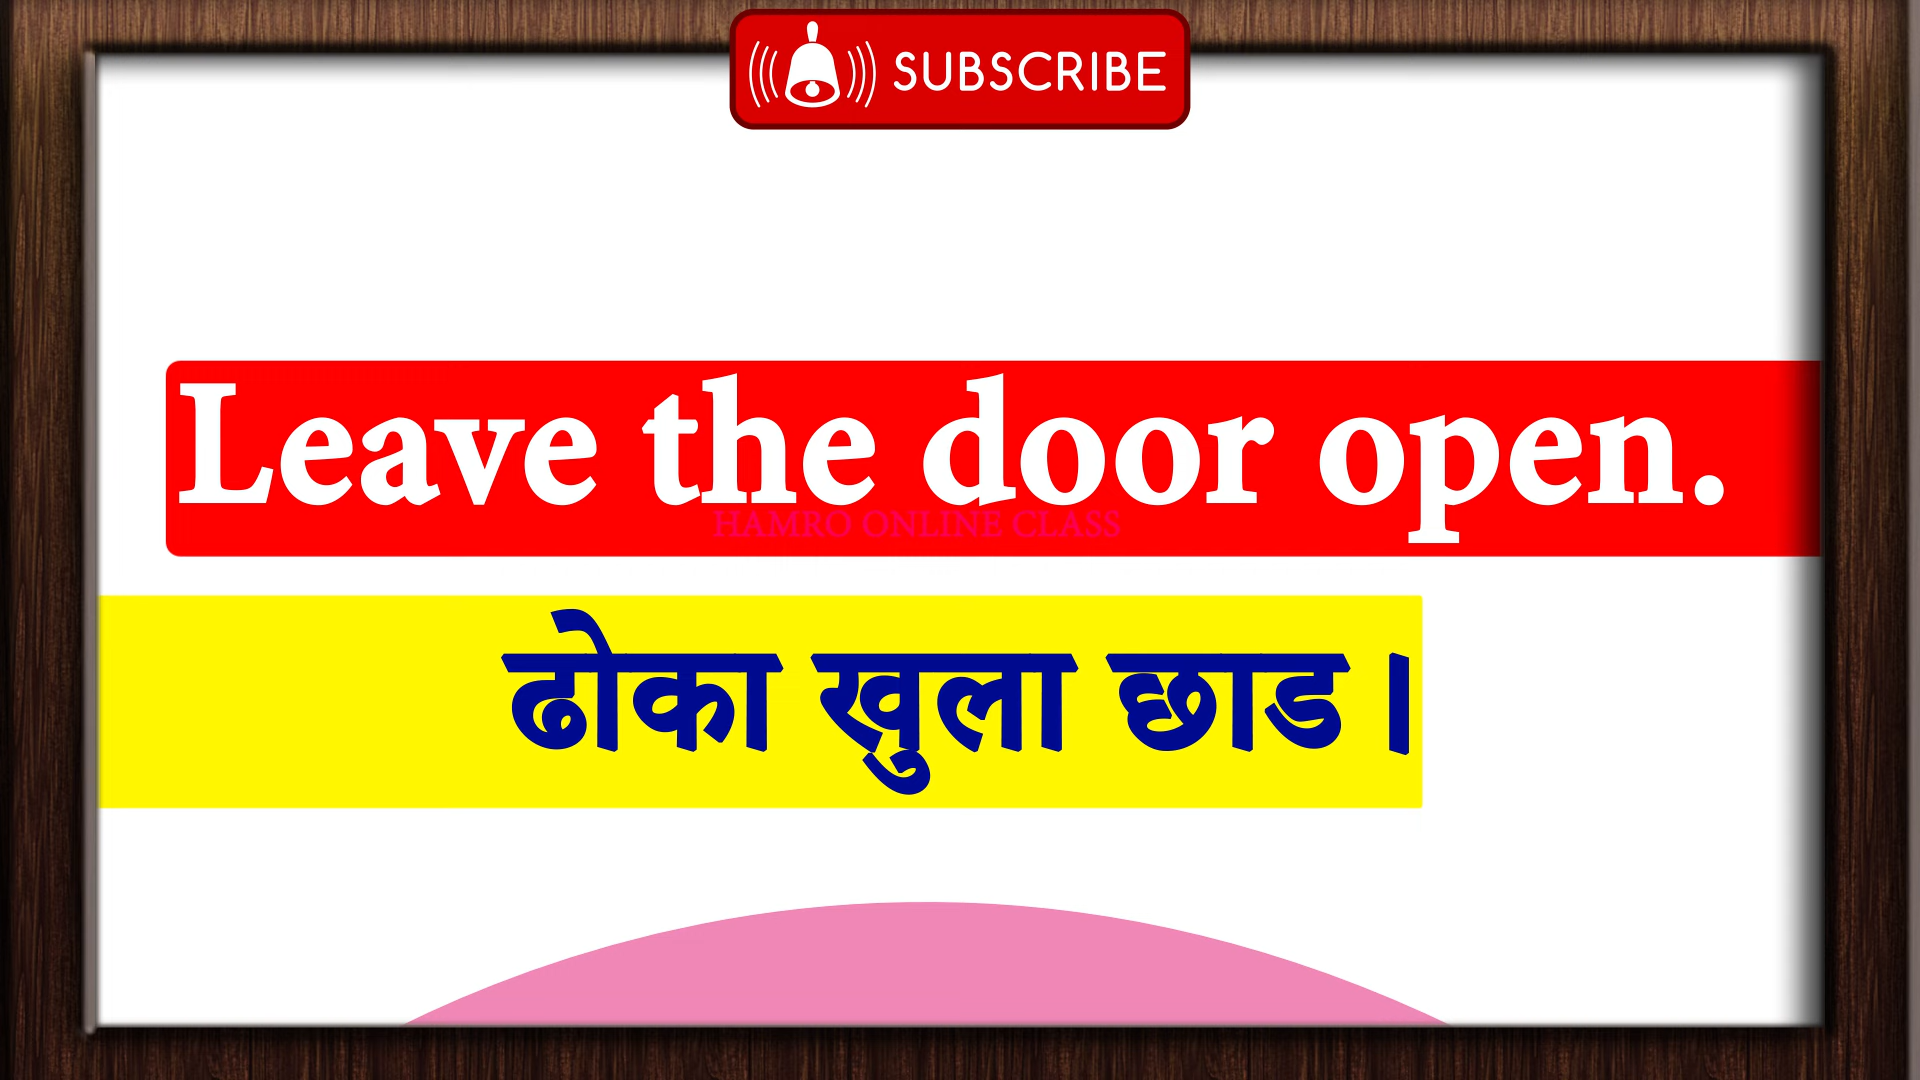 SUBSCRIBE
Leave the door open.
HAMRO ONLINE CLASS
ढोका खुला छाड ।